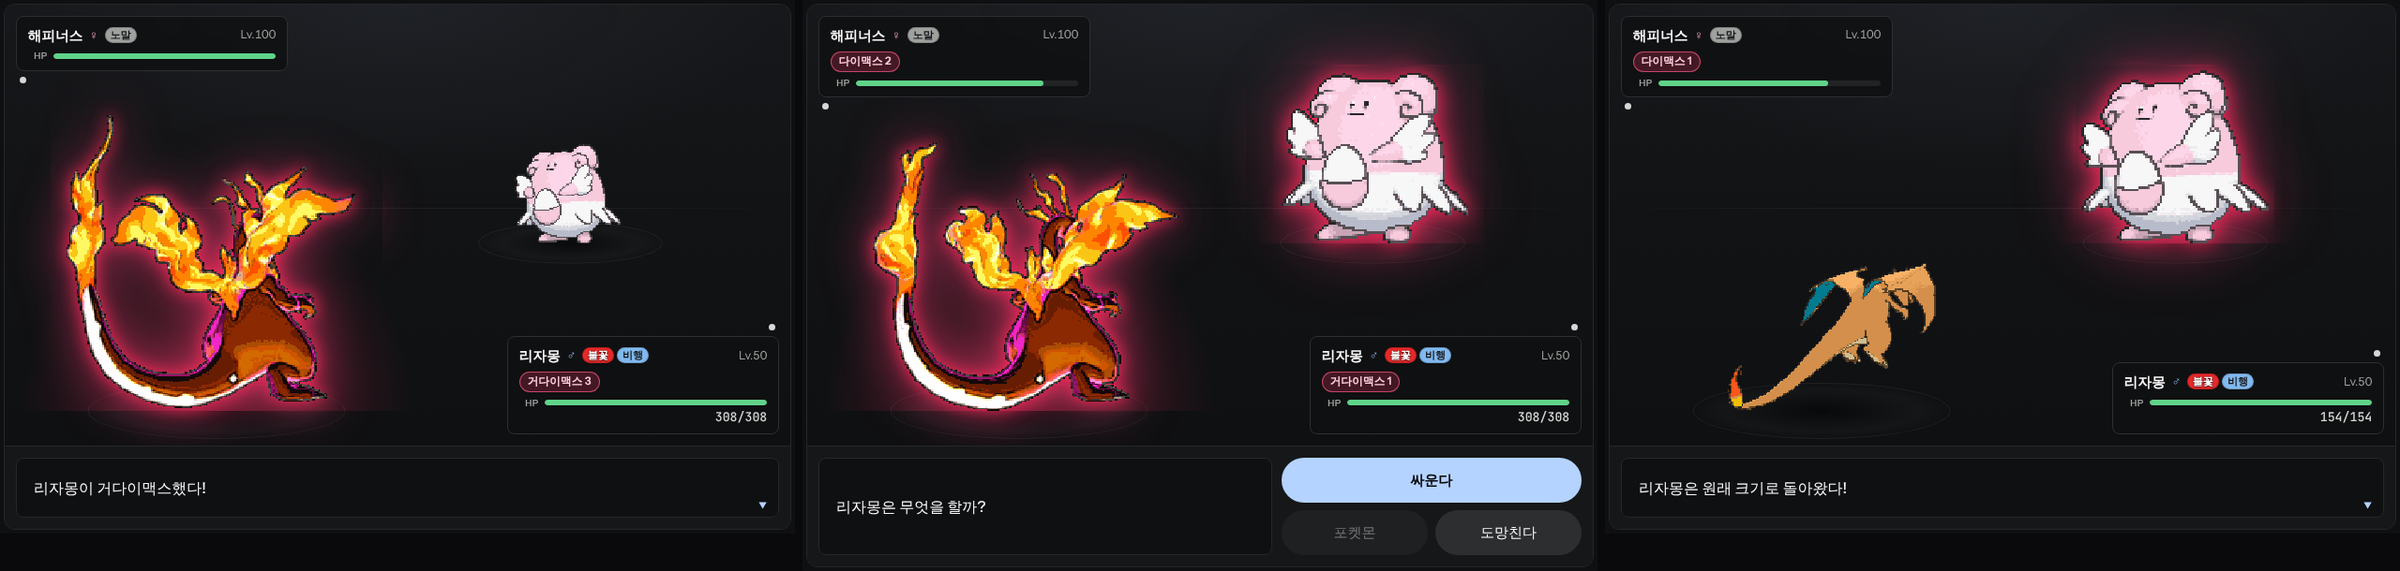 해피너스 ♀ 노말 Lv.100
HP
리자몽 ♂ 불꽃 비행 Lv.50
거다이맥스 3
HP
308/308
리자몽이 거다이맥스했다!
▼
해피너스 ♀ 노말 Lv.100
다이맥스 2
HP
리자몽 ♂ 불꽃 비행 Lv.50
거다이맥스 1
HP
308/308
리자몽은 무엇을 할까?
싸운다
포켓몬 도망친다
해피너스 ♀ 노말 Lv.100
다이맥스 1
HP
리자몽 ♂ 불꽃 비행 Lv.50
HP
154/154
리자몽은 원래 크기로 돌아왔다!
▼